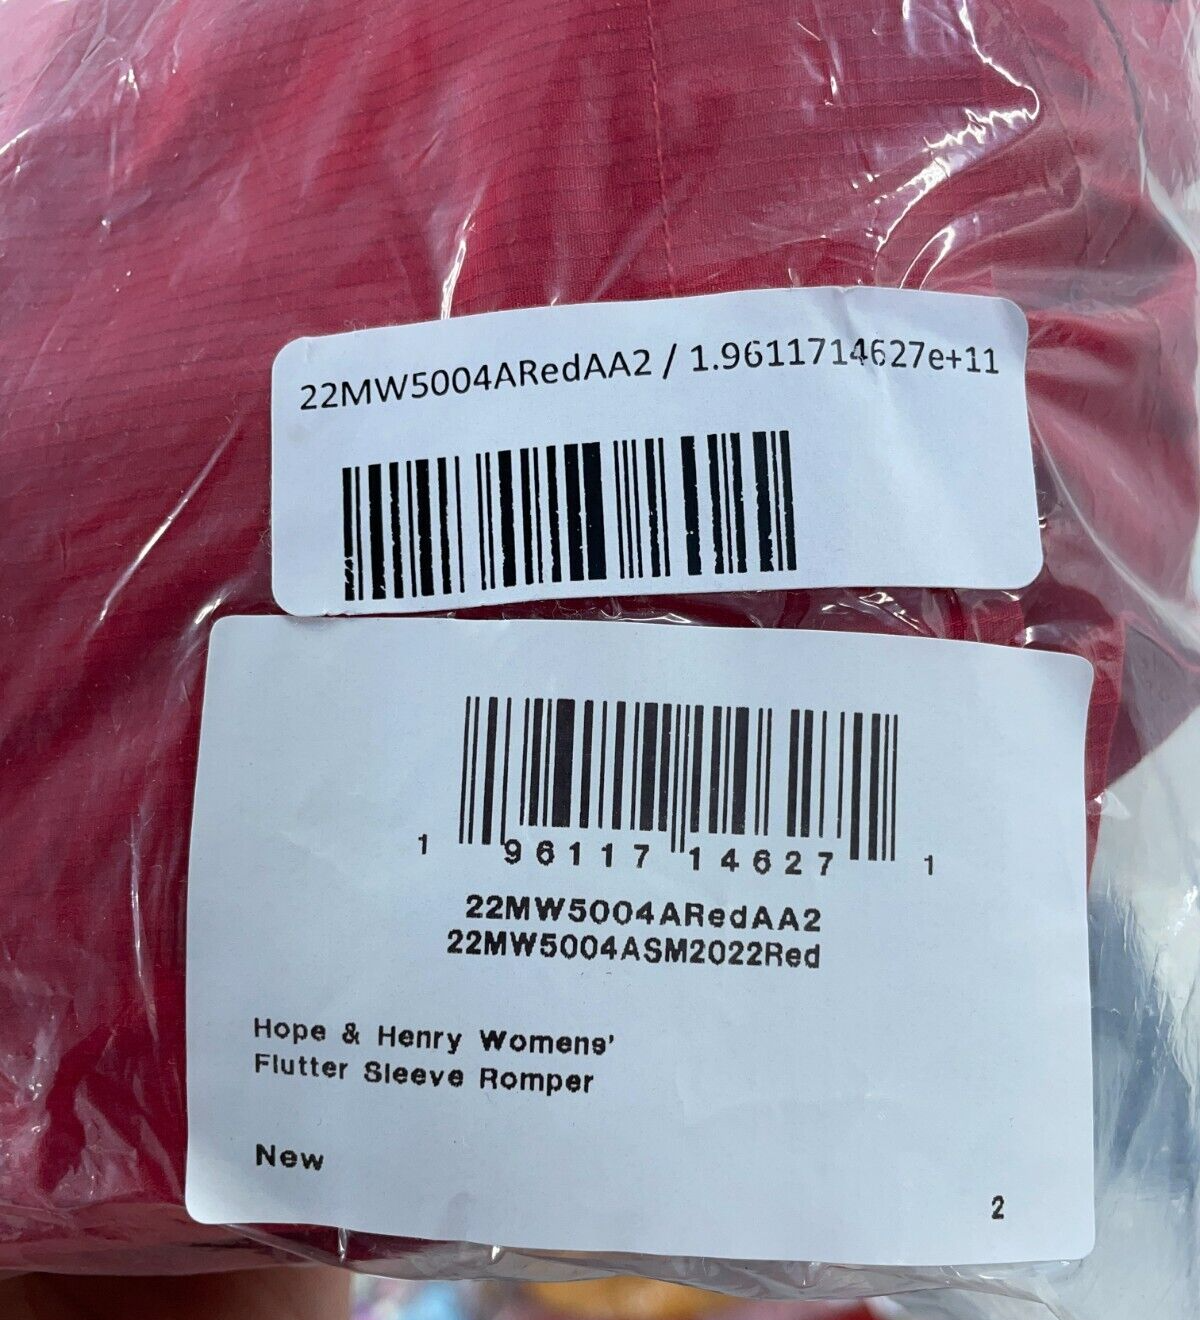 22MW5004ARedAA2 / 1.9611714627e+11
1 96117 14627 1
22MW5004ARedAA2
22MW5004ASM2022Red
Hope & Henry Womens'
Flutter Sleeve Romper
New
2